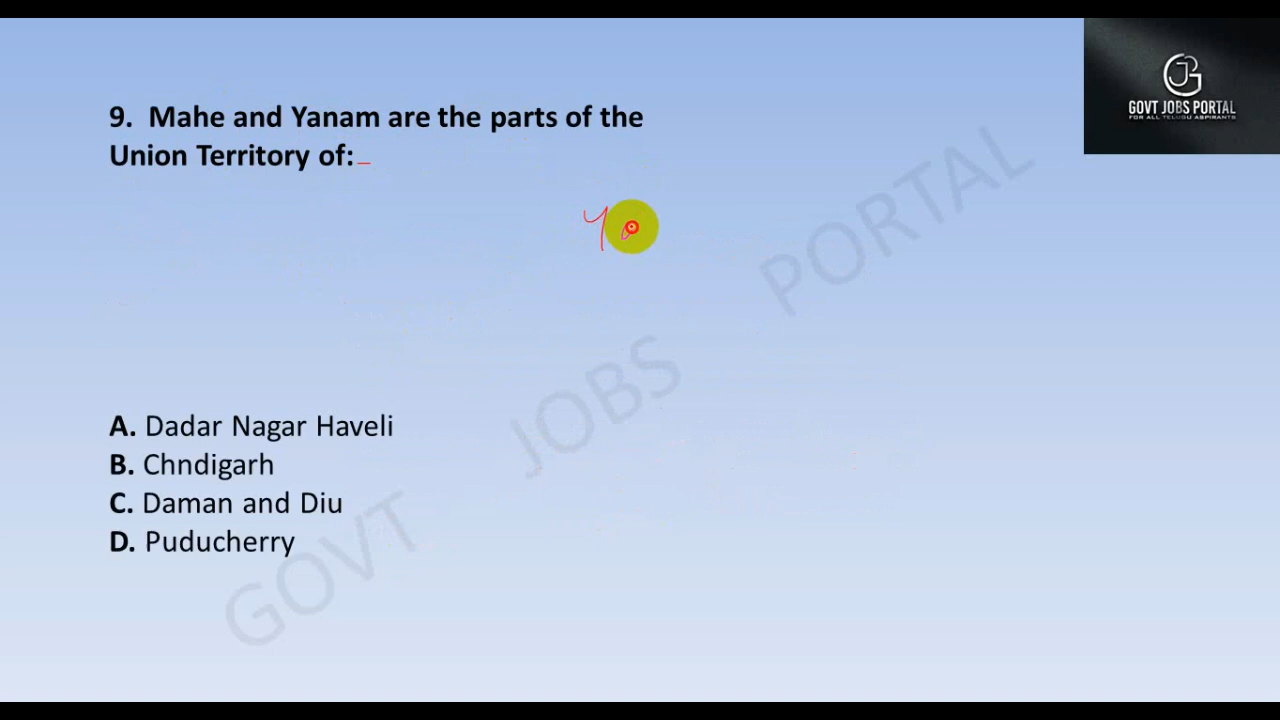 9. Mahe and Yanam are the parts of the
Union Territory of:
A. Dadar Nagar Haveli
B. Chndigarh
C. Daman and Diu
D. Puducherry
GOVT JOBS PORTAL
GOVT JOBS PORTAL
FOR ALL TELUGU ASPIRANTS